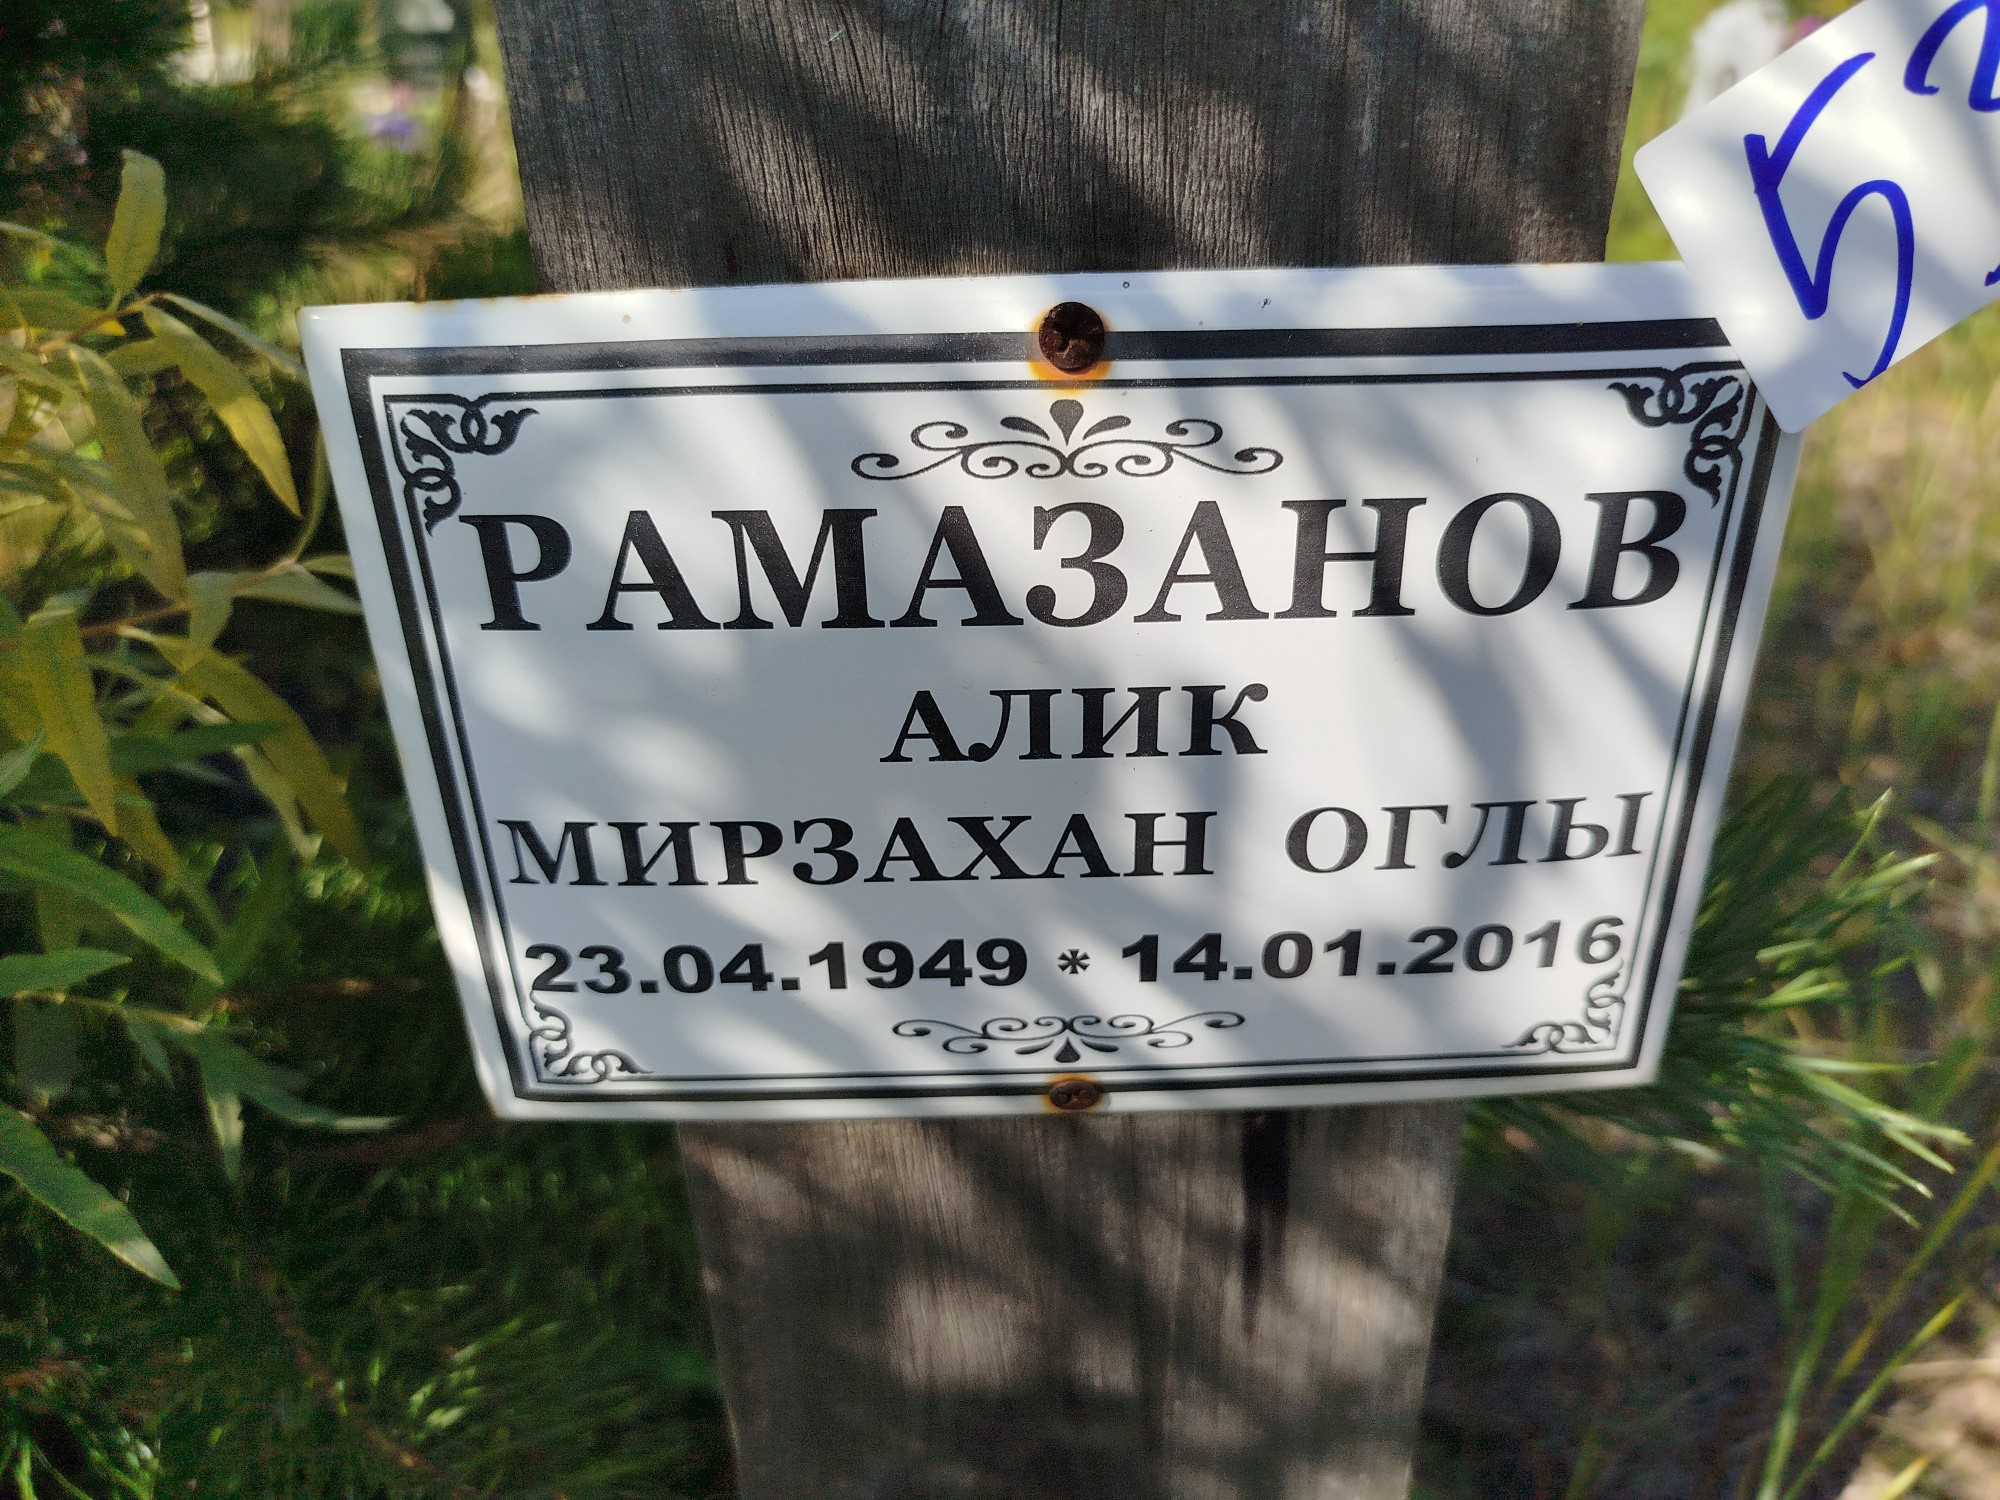 РАМАЗАНОВ
АЛИК
МИРЗАХАН ОГЛЫ
23.04.1949 * 14.01.2016